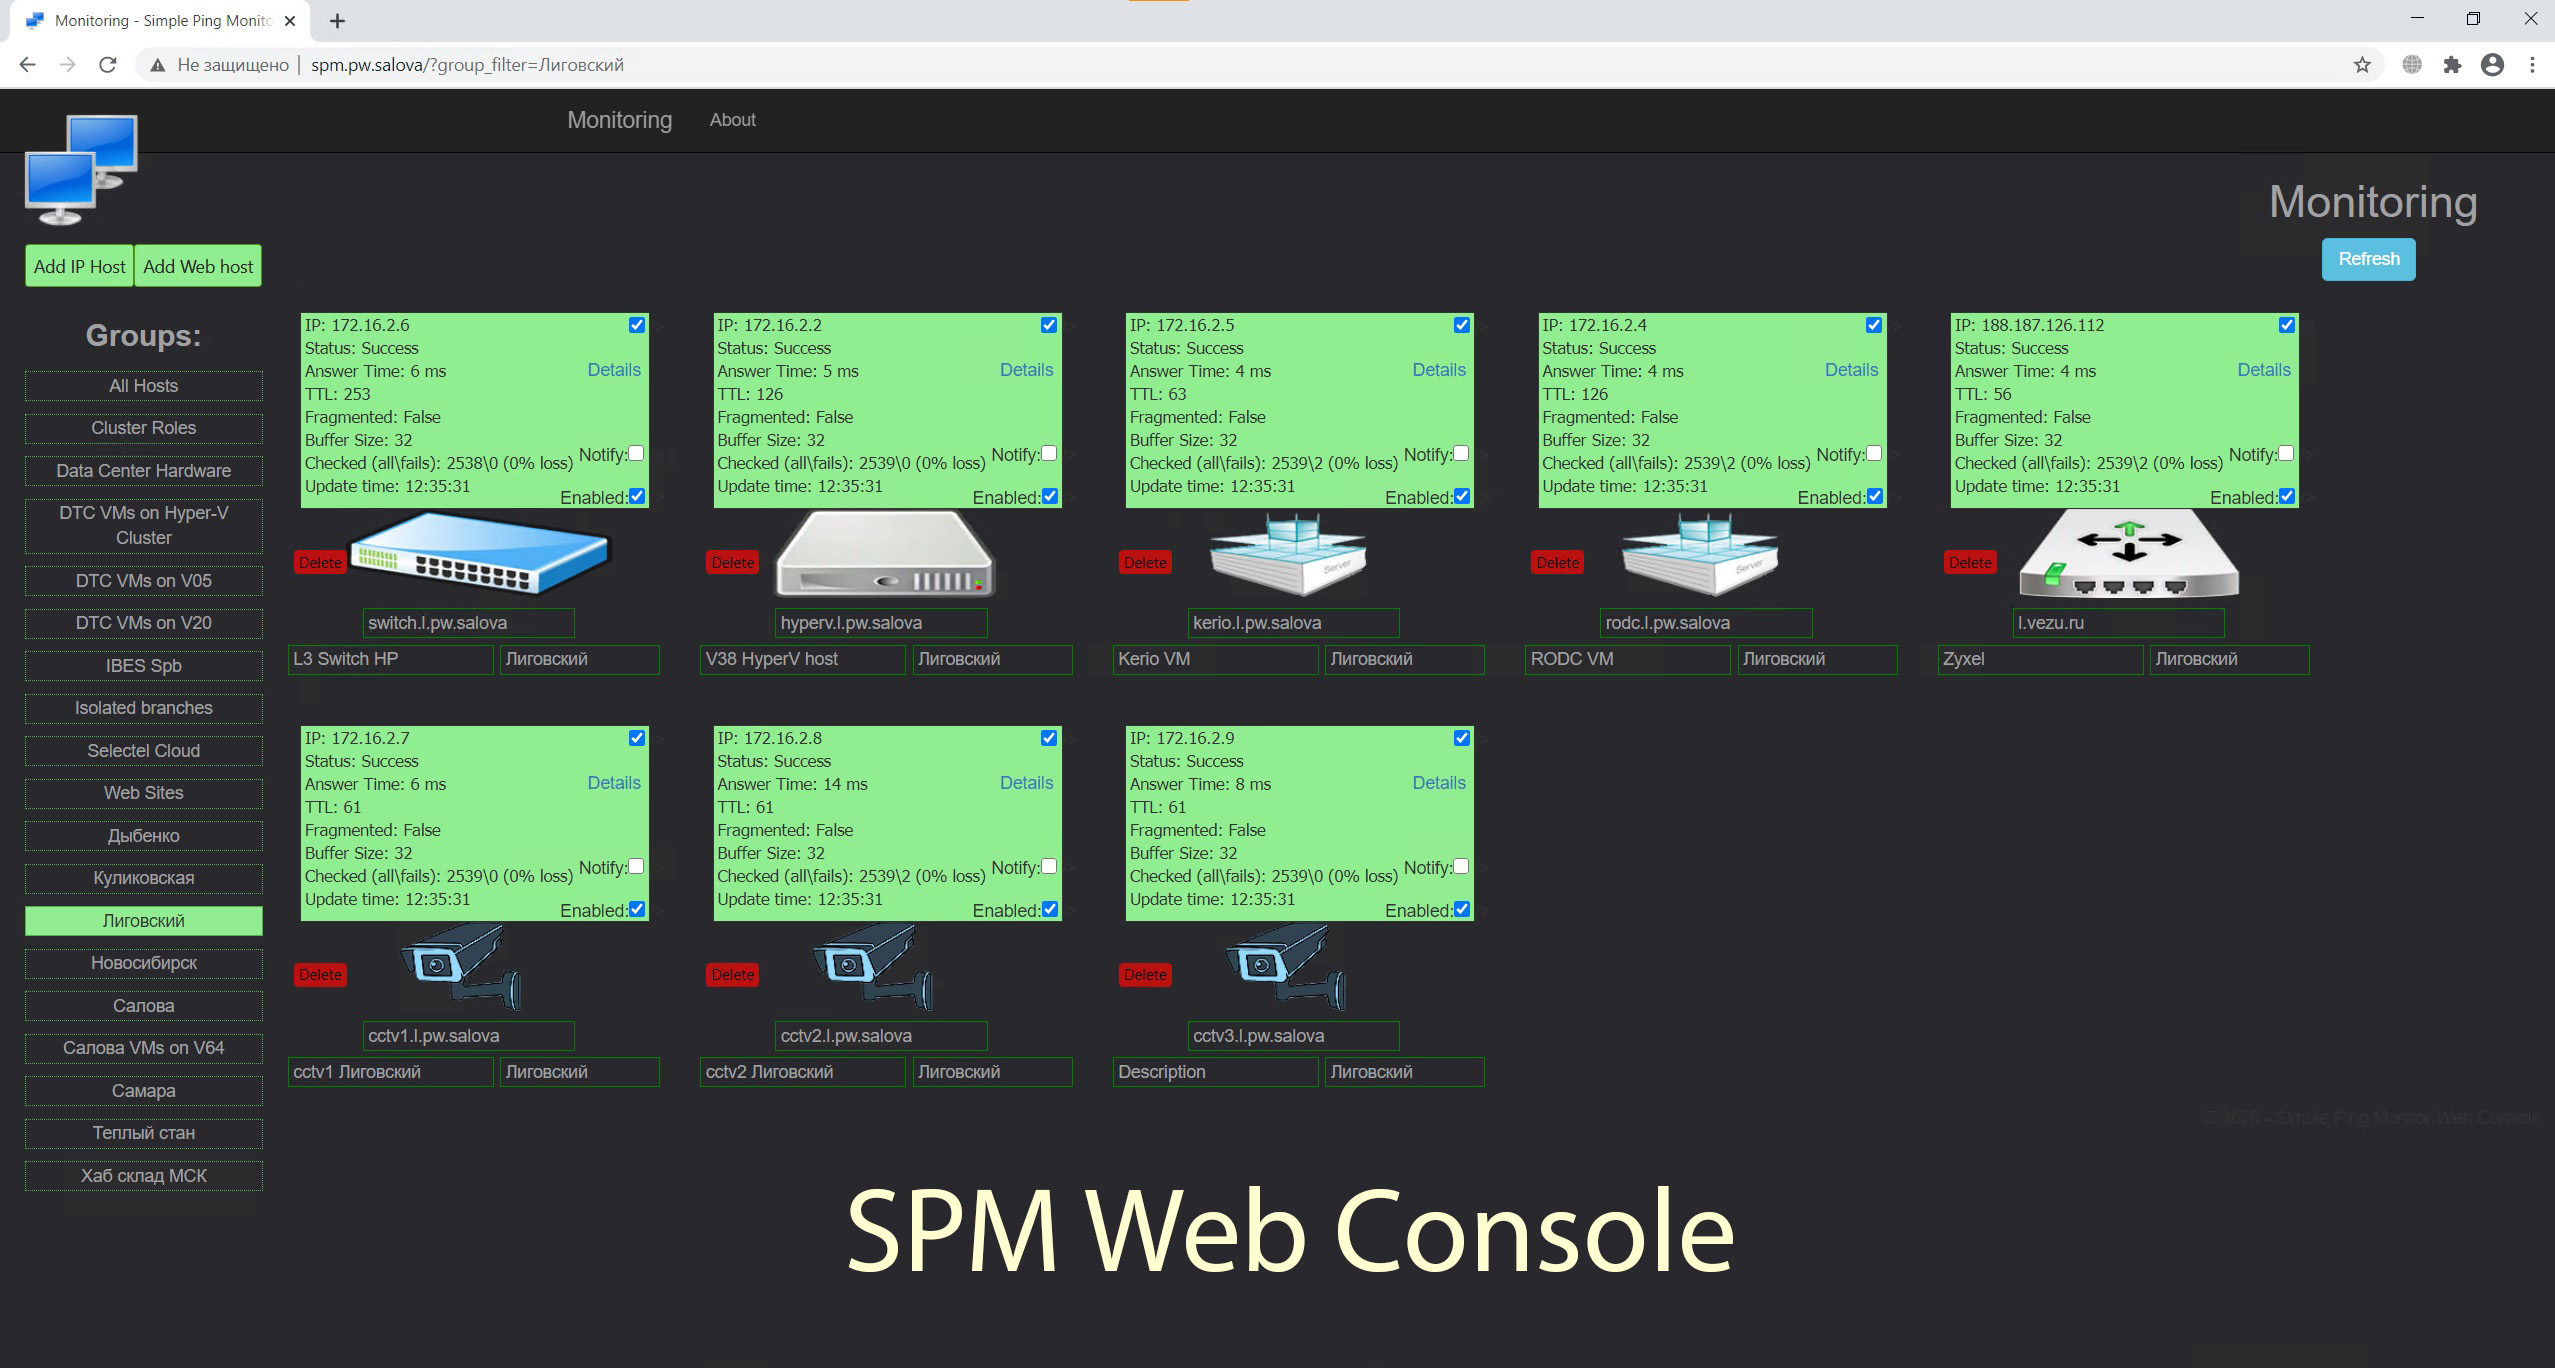 Monitoring - Simple Ping Monito
Не защищено | spm.pw.salova/?group_filter=Лиговский
Monitoring About
Monitoring
Refresh
Add IP Host Add Web host
Groups:
All Hosts
Cluster Roles
Data Center Hardware
DTC VMs on Hyper-V
Cluster
DTC VMs on V05
DTC VMs on V20
IBES Spb
Isolated branches
Selectel Cloud
Web Sites
Дыбенко
Куликовская
Лиговский
Новосибирск
Салова
Салова VMs on V64
Самара
Теплый стан
Хаб склад МСК
IP: 172.16.2.6
Status: Success
Answer Time: 6 ms
Details
TTL: 253
Fragmented: False
Buffer Size: 32
Notify:
Checked (all\fails): 2538\0 (0% loss)
Update time: 12:35:31
Enabled:
Delete
switch.l.pw.salova
L3 Switch HP
Лиговский
IP: 172.16.2.2
Status: Success
Answer Time: 5 ms
Details
TTL: 126
Fragmented: False
Buffer Size: 32
Notify:
Checked (all\fails): 2539\0 (0% loss)
Update time: 12:35:31
Enabled:
Delete
hyperv.l.pw.salova
V38 HyperV host
Лиговский
IP: 172.16.2.5
Status: Success
Answer Time: 4 ms
Details
TTL: 63
Fragmented: False
Buffer Size: 32
Notify:
Checked (all\fails): 2539\2 (0% loss)
Update time: 12:35:31
Enabled:
Delete
Server
kerio.l.pw.salova
Kerio VM
Лиговский
IP: 172.16.2.4
Status: Success
Answer Time: 4 ms
Details
TTL: 126
Fragmented: False
Buffer Size: 32
Notify:
Checked (all\fails): 2539\2 (0% loss)
Update time: 12:35:31
Enabled:
Delete
Server
rodc.l.pw.salova
RODC VM
Лиговский
IP: 188.187.126.112
Status: Success
Answer Time: 4 ms
Details
TTL: 56
Fragmented: False
Buffer Size: 32
Notify:
Checked (all\fails): 2539\2 (0% loss)
Update time: 12:35:31
Enabled:
Delete
l.vezu.ru
Zyxel
Лиговский
IP: 172.16.2.7
Status: Success
Answer Time: 6 ms
Details
TTL: 61
Fragmented: False
Buffer Size: 32
Notify:
Checked (all\fails): 2539\0 (0% loss)
Update time: 12:35:31
Enabled:
Delete
cctv1.l.pw.salova
cctv1 Лиговский
Лиговский
IP: 172.16.2.8
Status: Success
Answer Time: 14 ms
Details
TTL: 61
Fragmented: False
Buffer Size: 32
Notify:
Checked (all\fails): 2539\2 (0% loss)
Update time: 12:35:31
Enabled:
Delete
cctv2.l.pw.salova
cctv2 Лиговский
Лиговский
IP: 172.16.2.9
Status: Success
Answer Time: 8 ms
Details
TTL: 61
Fragmented: False
Buffer Size: 32
Notify:
Checked (all\fails): 2539\0 (0% loss)
Update time: 12:35:31
Enabled:
Delete
cctv3.l.pw.salova
Description
Лиговский
© 2020 - Simple Ping Monitor Web Console
SPM Web Console